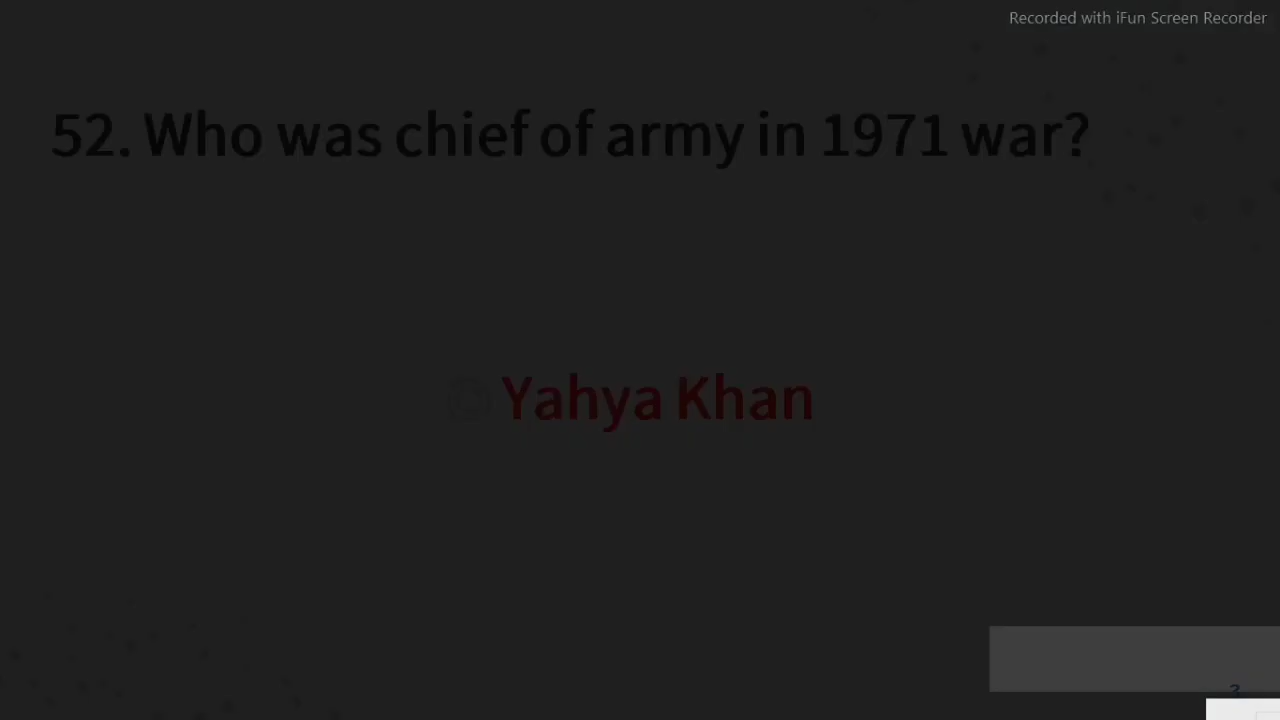 Recorded with iFun Screen Recorder
52. Who was chief of army in 1971 war?
Yahya Khan